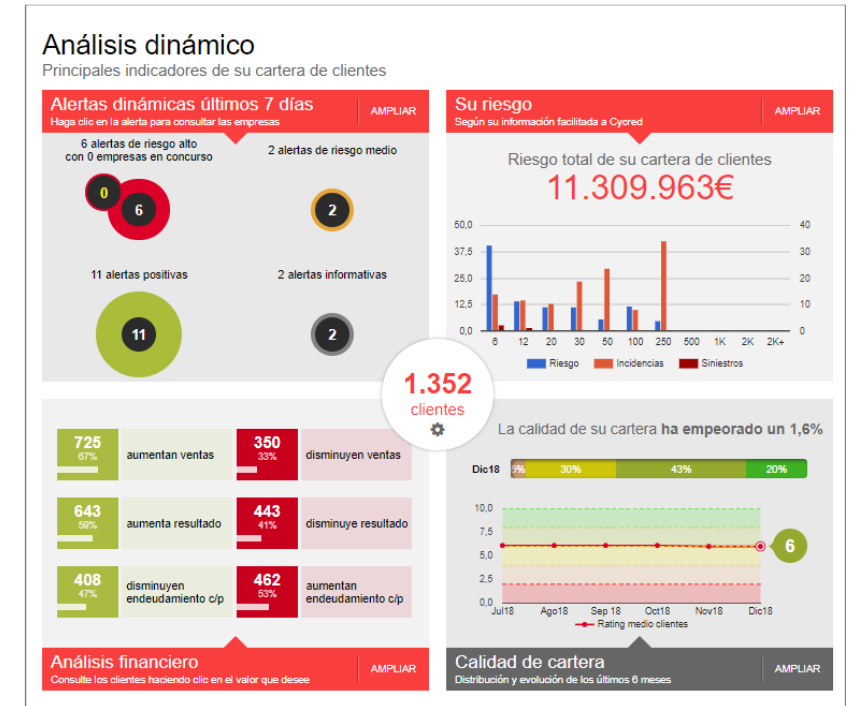 Análisis dinámico
Principales indicadores de su cartera de clientes
Alertas dinámicas últimos 7 días
AMPLIAR
Haga clic en la alerta para consultar las empresas
6 alertas de riesgo alto
con 0 empresas en concurso
2 alertas de riesgo medio
0
6
2
11 alertas positivas
2 alertas informativas
11
2
Su riesgo
AMPLIAR
Según su información facilitada a Cycred
Riesgo total de su cartera de clientes
11.309.963€
50,0
40
37,5
30
25,0
20
12,5
10
0,0
0
6 12 20 30 50 100 250 500 1K 2K 2K+
Riesgo Incidencias Siniestros
1.352
clientes
725
67%
aumentan ventas
350
33%
disminuyen ventas
643
59%
aumenta resultado
443
41%
disminuye resultado
408
47%
disminuyen
endeudamiento c/p
462
53%
aumentan
endeudamiento c/p
Análisis financiero
AMPLIAR
Consulte los clientes haciendo clic en el valor que desee
La calidad de su cartera ha empeorado un 1,6%
Dic18
30% 43% 20%
10,0
7,5
5,0
2,5
0,0
6
Jul18 Ago18 Sep 18 Oct18 Nov18 Dic18
Rating medio clientes
Calidad de cartera
AMPLIAR
Distribución y evolución de los últimos 6 meses